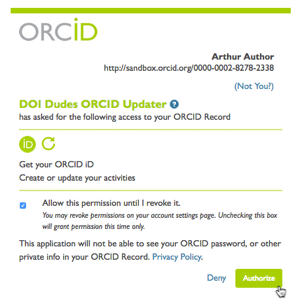 ORCiD
Arthur Author
http://sandbox.orcid.org/0000-0002-8278-2338
(Not You?)
DOI Dudes ORCID Updater ?
has asked for the following access to your ORCID Record
iD
Get your ORCID iD
Create or update your activities
Allow this permission until I revoke it.
You may revoke permissions on your account settings page. Unchecking this box
will grant permission this time only.
This application will not be able to see your ORCID password, or other
private info in your ORCID Record. Privacy Policy.
Deny Authorize